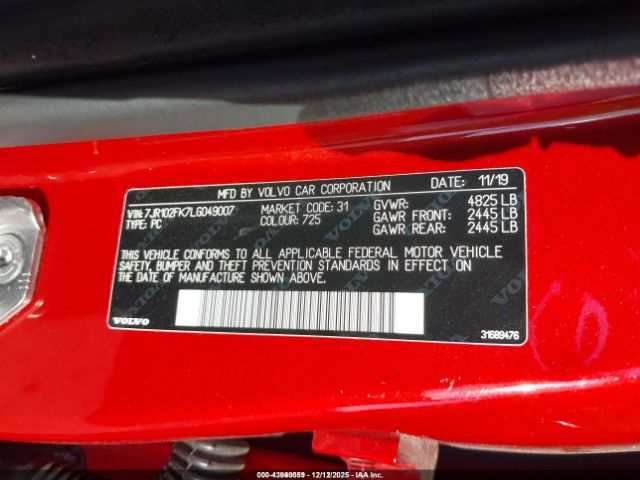 MFD BY VOLVO CAR CORPORATION DATE: 11/19
VIN: 7JR102FK7LG049007 MARKET CODE: 31 GVWR: 4825 LB
TYPE: PC COLOUR: 725 GAWR FRONT: 2445 LB
GAWR REAR: 2445 LB
THIS VEHICLE CONFORMS TO ALL APPLICABLE FEDERAL MOTOR VEHICLE
SAFETY, BUMPER AND THEFT PREVENTION STANDARDS IN EFFECT ON
THE DATE OF MANUFACTURE SHOWN ABOVE.
VOLVO 31689476
12/12/2025